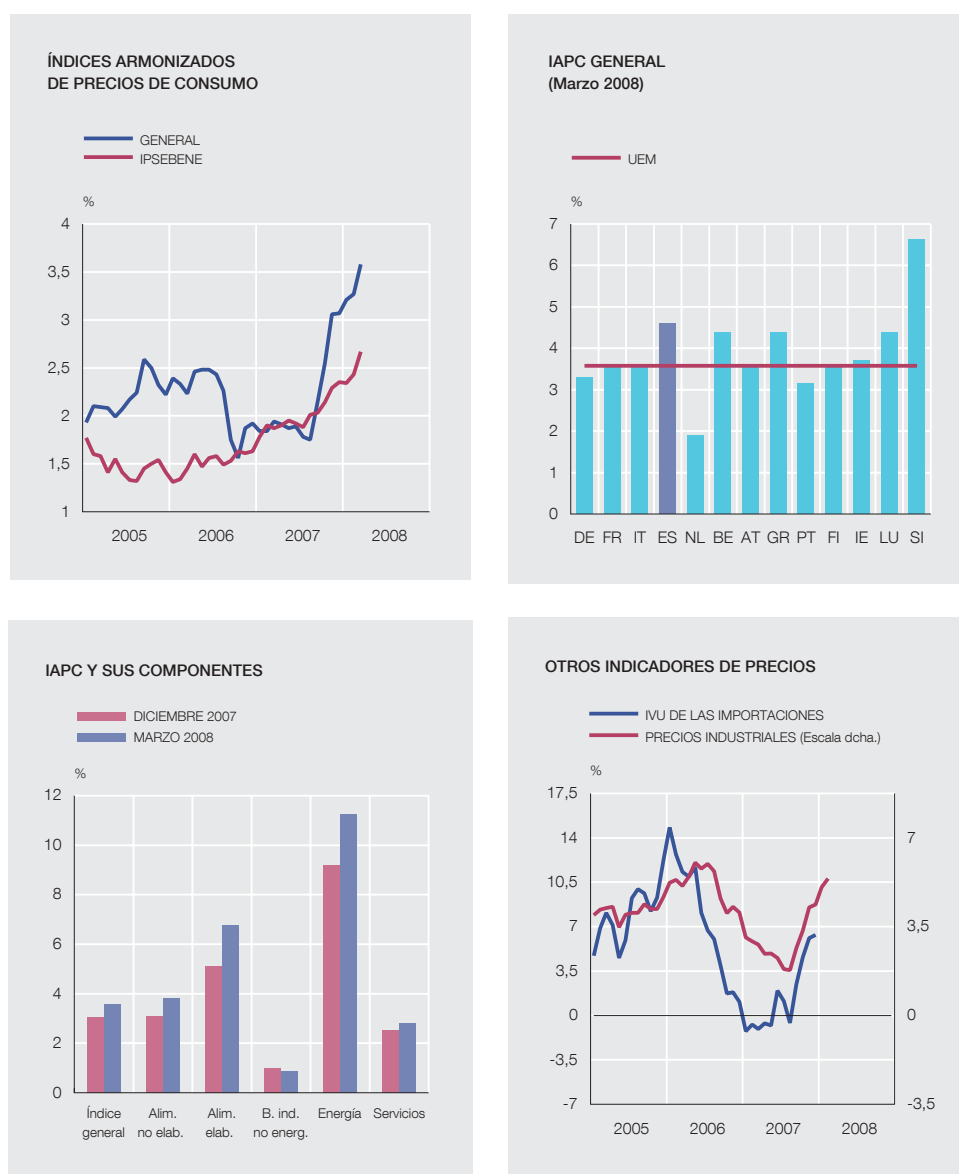 ÍNDICES ARMONIZADOS
DE PRECIOS DE CONSUMO
GENERAL
IPSEBENE
%
4
3,5
3
2,5
2
1,5
1
2005 2006 2007 2008
IAPC GENERAL
(Marzo 2008)
UEM
%
7
6
5
4
3
2
1
0
DE FR IT ES NL BE AT GR PT FI IE LU SI
IAPC Y SUS COMPONENTES
DICIEMBRE 2007
MARZO 2008
%
12
10
8
6
4
2
0
Índice Alim. Alim. B. ind. Energía Servicios
general no elab. elab. no energ.
OTROS INDICADORES DE PRECIOS
IVU DE LAS IMPORTACIONES
PRECIOS INDUSTRIALES (Escala dcha.)
%
17,5
14 7
10,5
7 3,5
3,5
0 0
-3,5
-7 -3,5
2005 2006 2007 2008